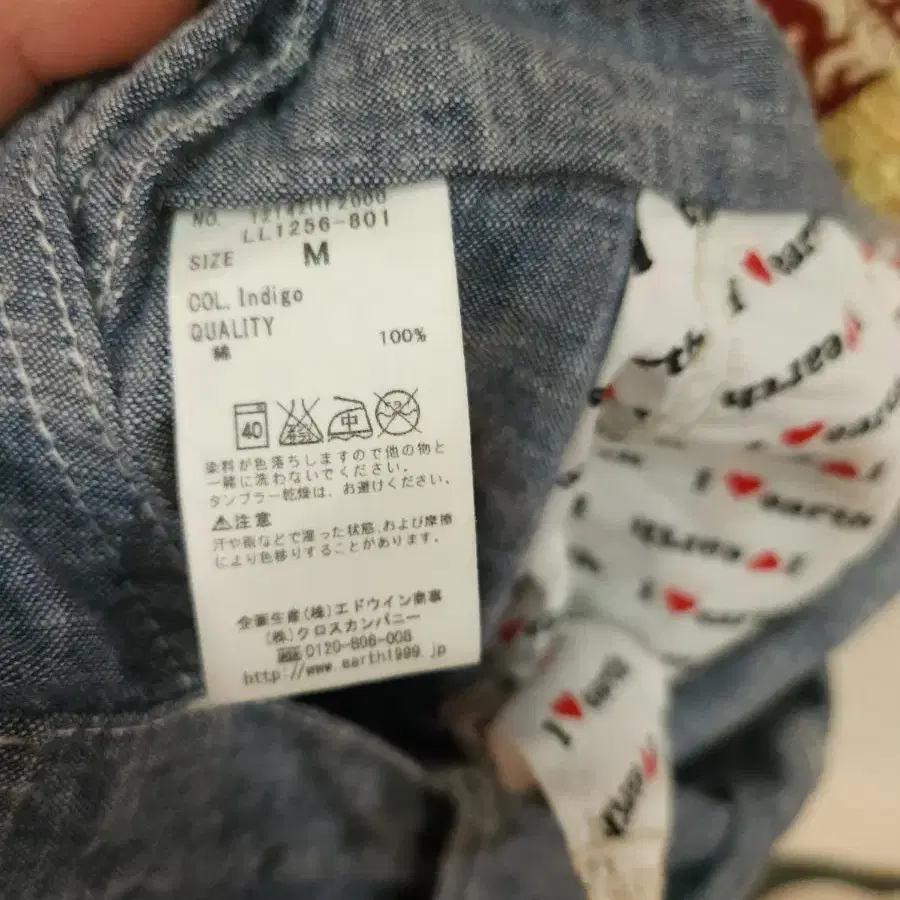 LL1256-801
SIZE M
COL. Indigo
QUALITY
綿 100%
40 中
染料が色落ちしますので他の物と
一緒に洗わないでください。
タンブラー乾燥は、お避けください。
⚠注意
汗や雨などで湿った状態、および摩擦
により色移りすることがあります。
企画生産(株)エドウイン商事
(株)クロスカンパニー
0120-806-008
http://www.earth1999.jp
I ♥ earth
I ♥ earth